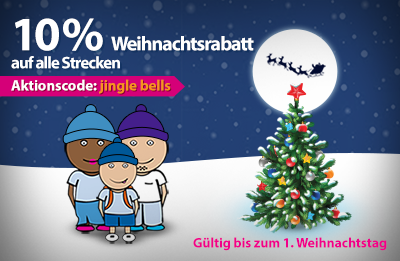 10% Weihnachtsrabatt
auf alle Strecken
Aktionscode: jingle bells
Gültig bis zum 1. Weihnachtstag